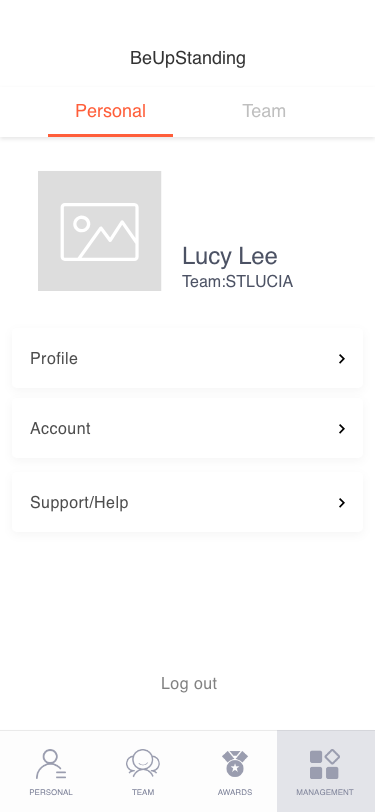 BeUpStanding
Personal
Team
Lucy Lee
Team:STLUCIA
Profile
Account
Support/Help
Log out
PERSONAL
TEAM
AWARDS
MANAGEMENT